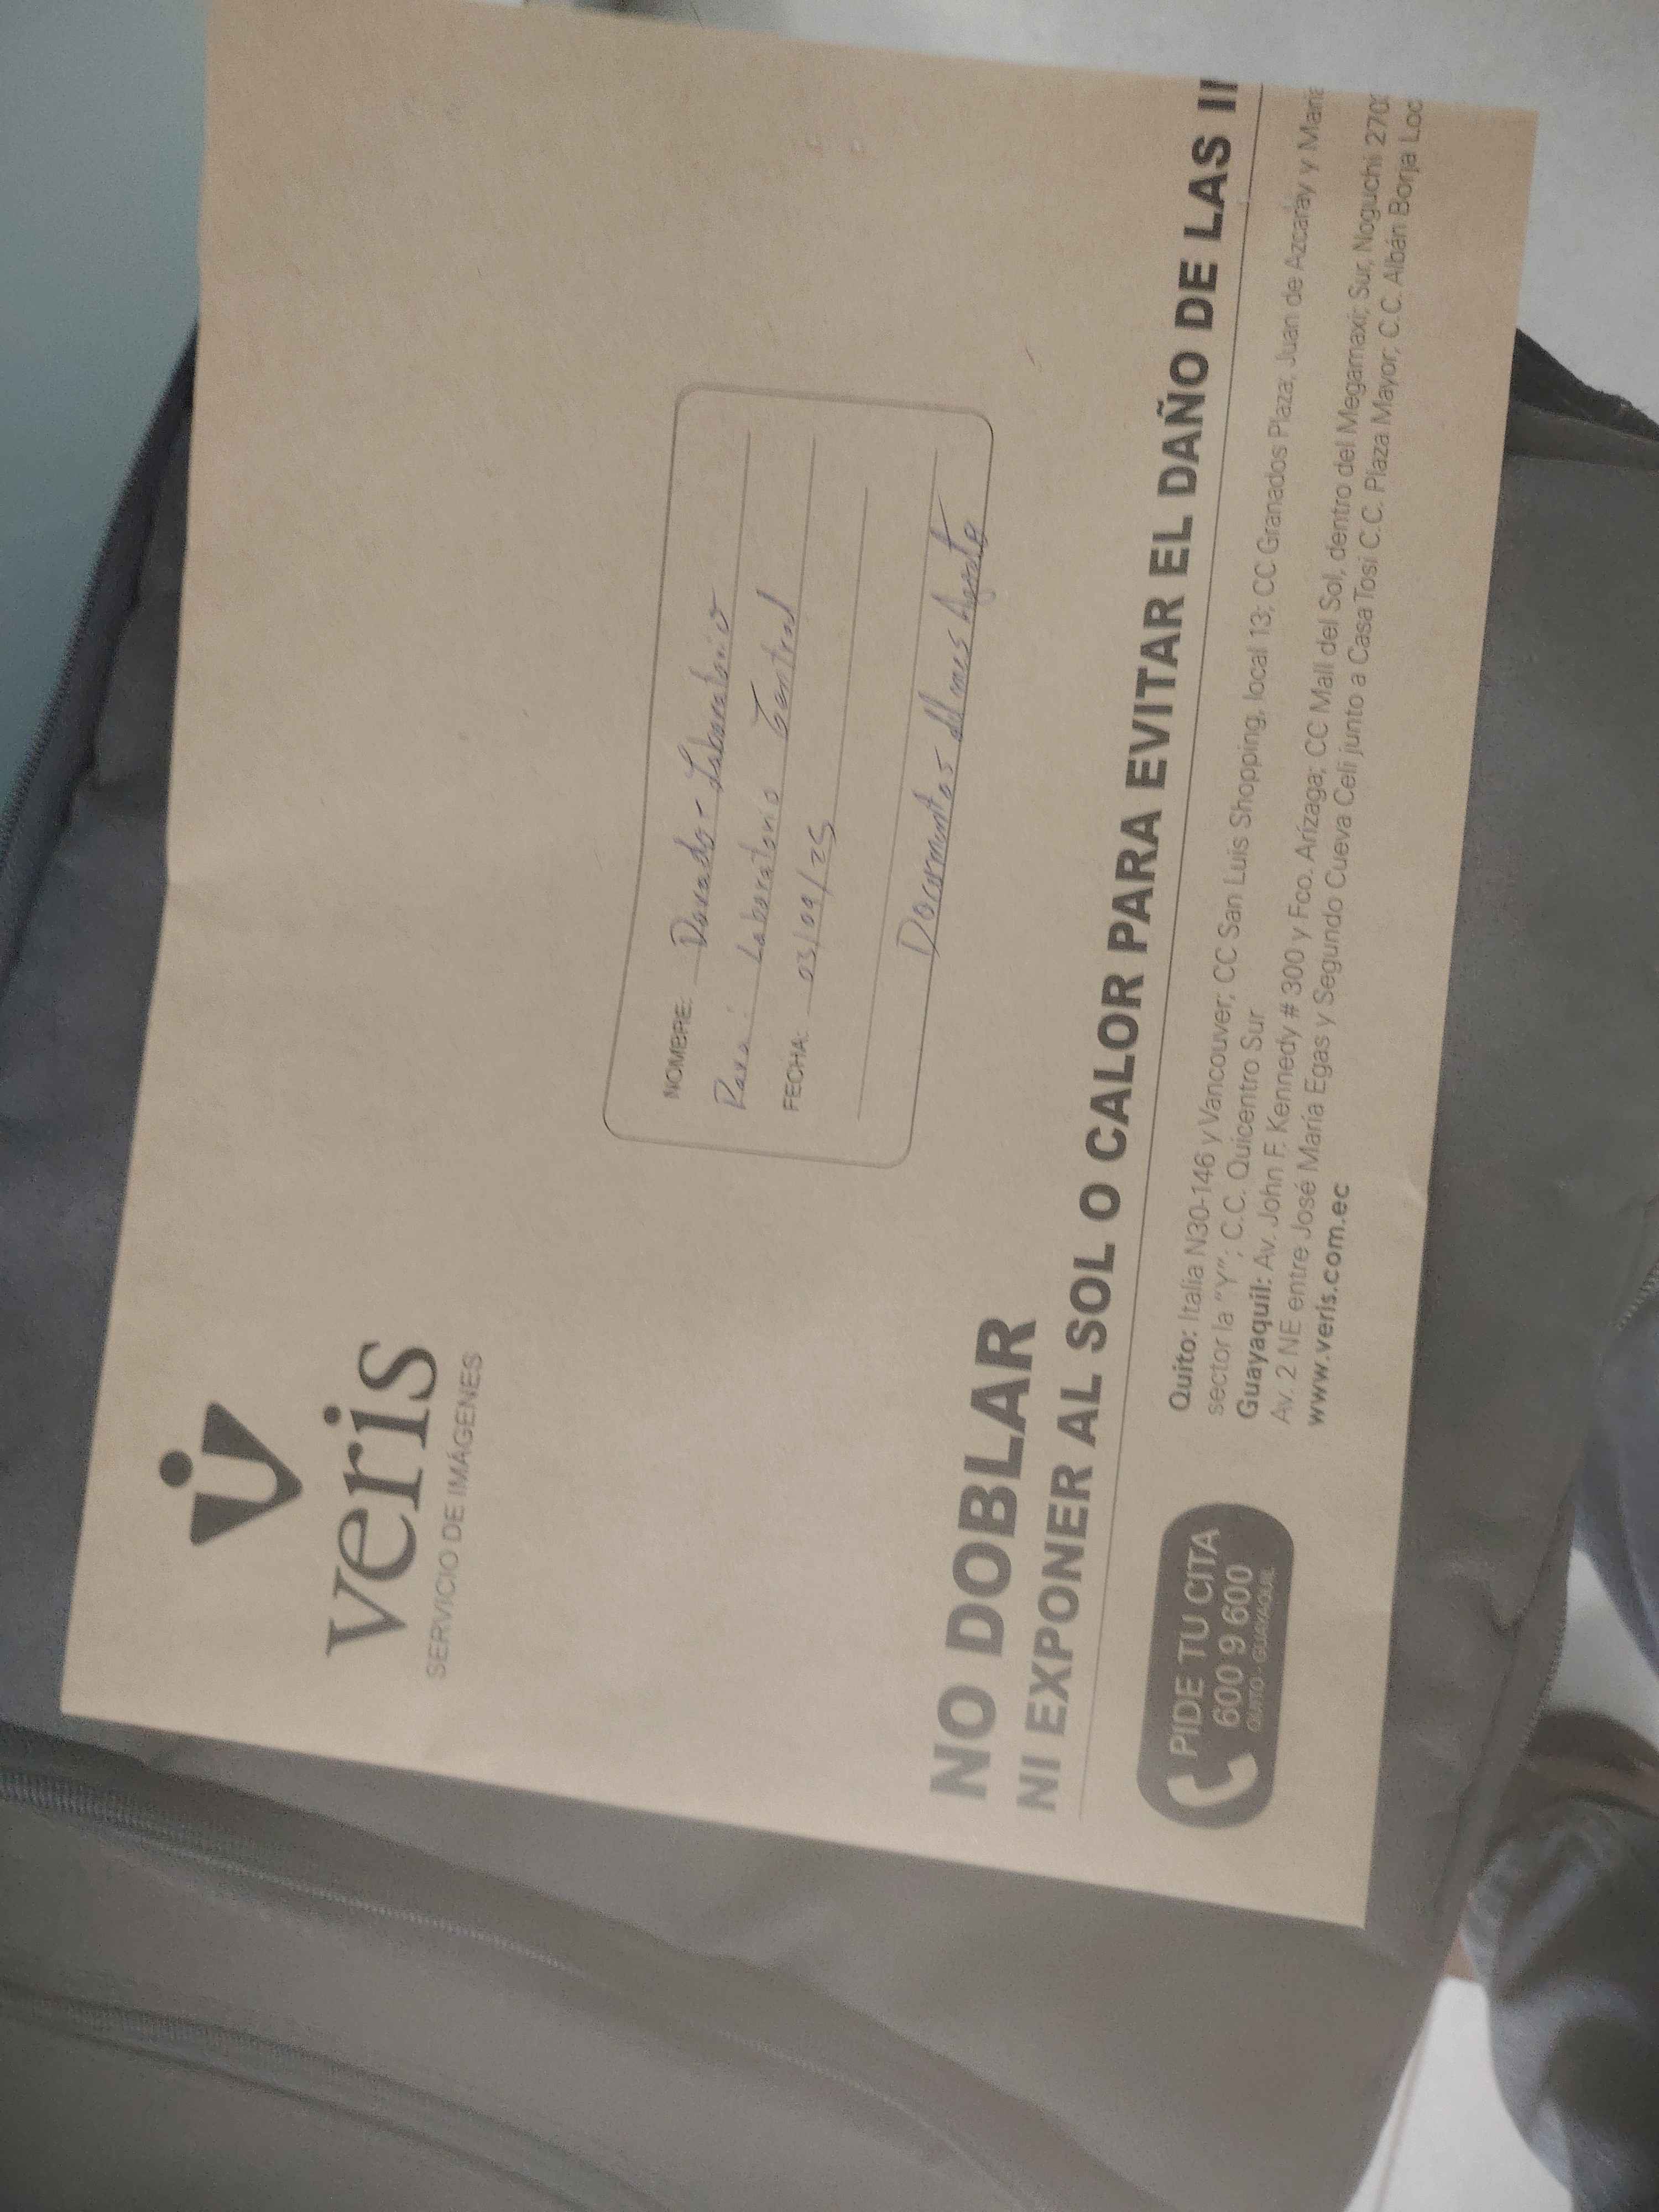 veris
SERVICIO DE IMÁGENES
NOMBRE: Dorado - Laboratorio
Para: Laboratorio Central
FECHA: 03/09/25
Documentos del mes Agosto
NO DOBLAR
NI EXPONER AL SOL O CALOR PARA EVITAR EL DAÑO DE LAS
PIDE TU CITA
600 9 600
QUITO - GUAYAQUIL
Quito: Italia N30-146 y Vancouver; CC San Luis Shopping, local 13; CC Granados Plaza; Juan de Azcaray y
sector la "Y"; C.C. Quicentro Sur
Guayaquil: Av. John F. Kennedy # 300 y Fco. Arízaga; CC Mall del Sol, dentro del Megamaxi; Sur, Noguchi 270
Av. 2 NE entre José María Egas y Segundo Cueva Celi junto a Casa Tosi C.C. Plaza Mayor; C.C. Albán Borja Loc
www.veris.com.ec